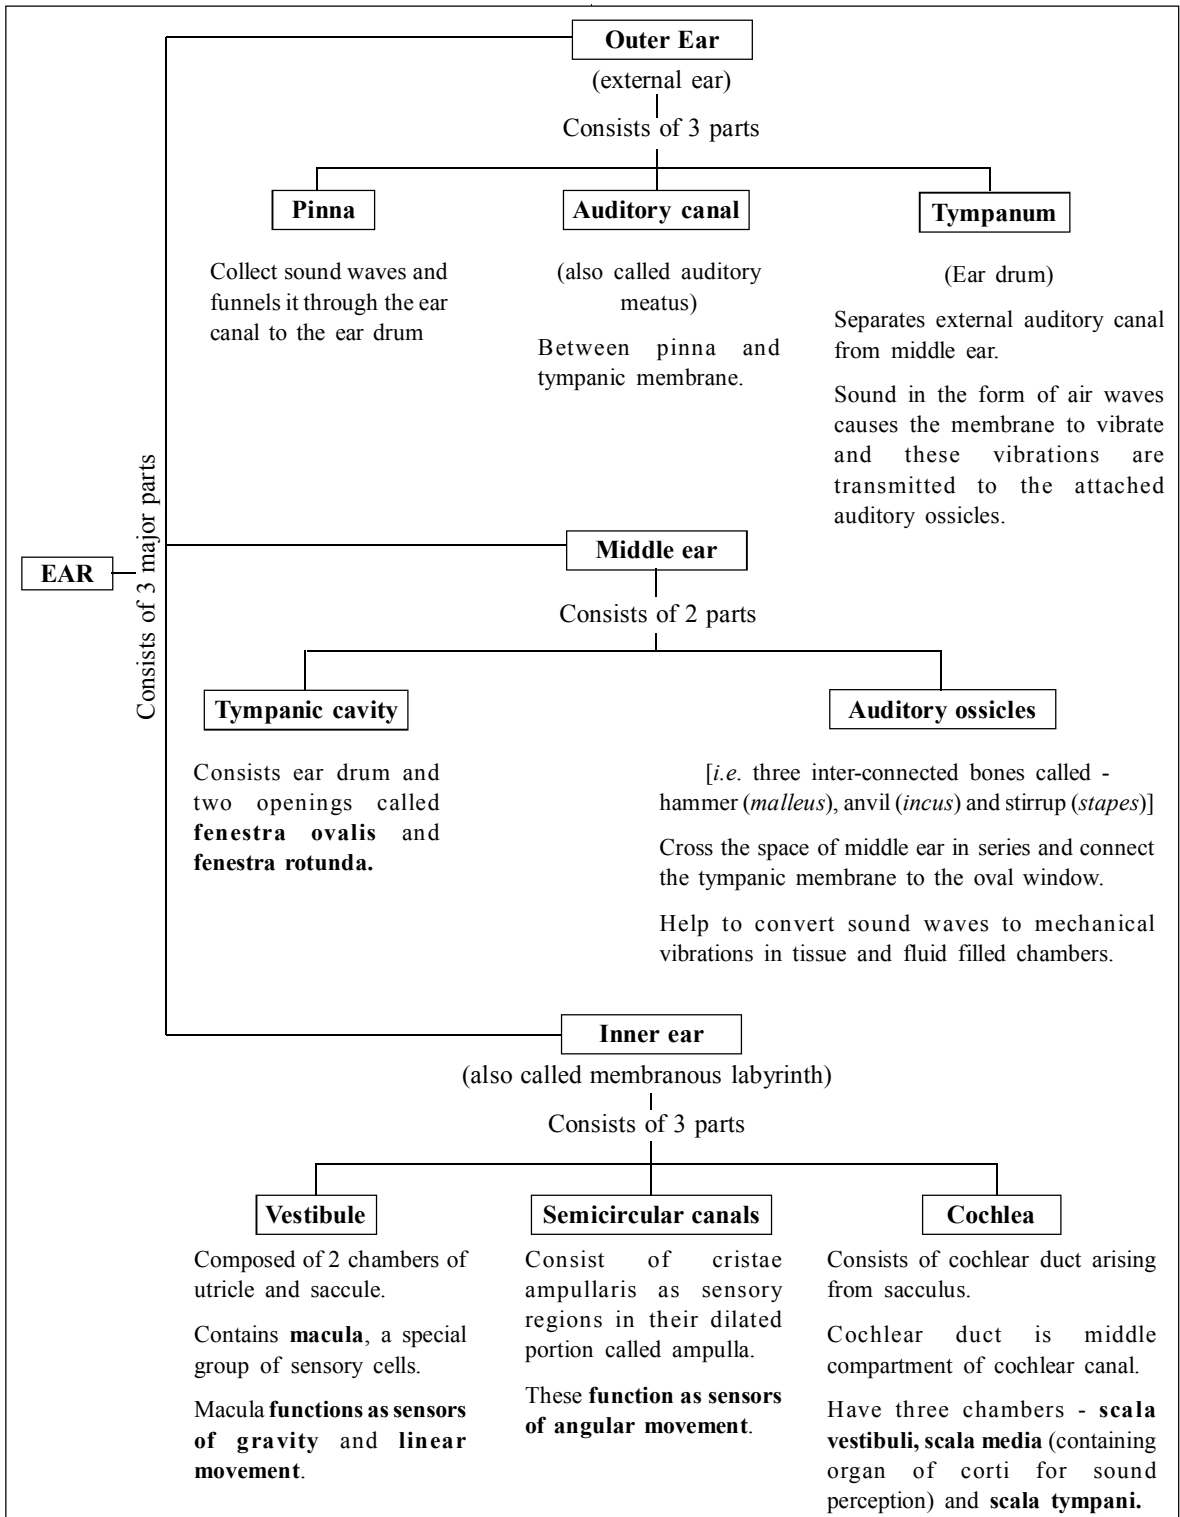 Outer Ear
(external ear)
Consists of 3 parts
Pinna
Collect sound waves and
funnels it through the ear
canal to the ear drum
Auditory canal
(also called auditory
meatus)
Between pinna and
tympanic membrane.
Tympanum
(Ear drum)
Separates external auditory canal
from middle ear.
Sound in the form of air waves
causes the membrane to vibrate
and these vibrations are
transmitted to the attached
auditory ossicles.
EAR
Consists of 3 major parts
Middle ear
Consists of 2 parts
Tympanic cavity
Consists ear drum and
two openings called
fenestra ovalis and
fenestra rotunda.
Auditory ossicles
[i.e. three inter-connected bones called -
hammer (malleus), anvil (incus) and stirrup (stapes)]
Cross the space of middle ear in series and connect
the tympanic membrane to the oval window.
Help to convert sound waves to mechanical
vibrations in tissue and fluid filled chambers.
Inner ear
(also called membranous labyrinth)
Consists of 3 parts
Vestibule
Composed of 2 chambers of
utricle and saccule.
Contains macula, a special
group of sensory cells.
Macula functions as sensors
of gravity and linear
movement.
Semicircular canals
Consist of cristae
ampullaris as sensory
regions in their dilated
portion called ampulla.
These function as sensors
of angular movement.
Cochlea
Consists of cochlear duct arising
from sacculus.
Cochlear duct is middle
compartment of cochlear canal.
Have three chambers - scala
vestibuli, scala media (containing
organ of corti for sound
perception) and scala tympani.